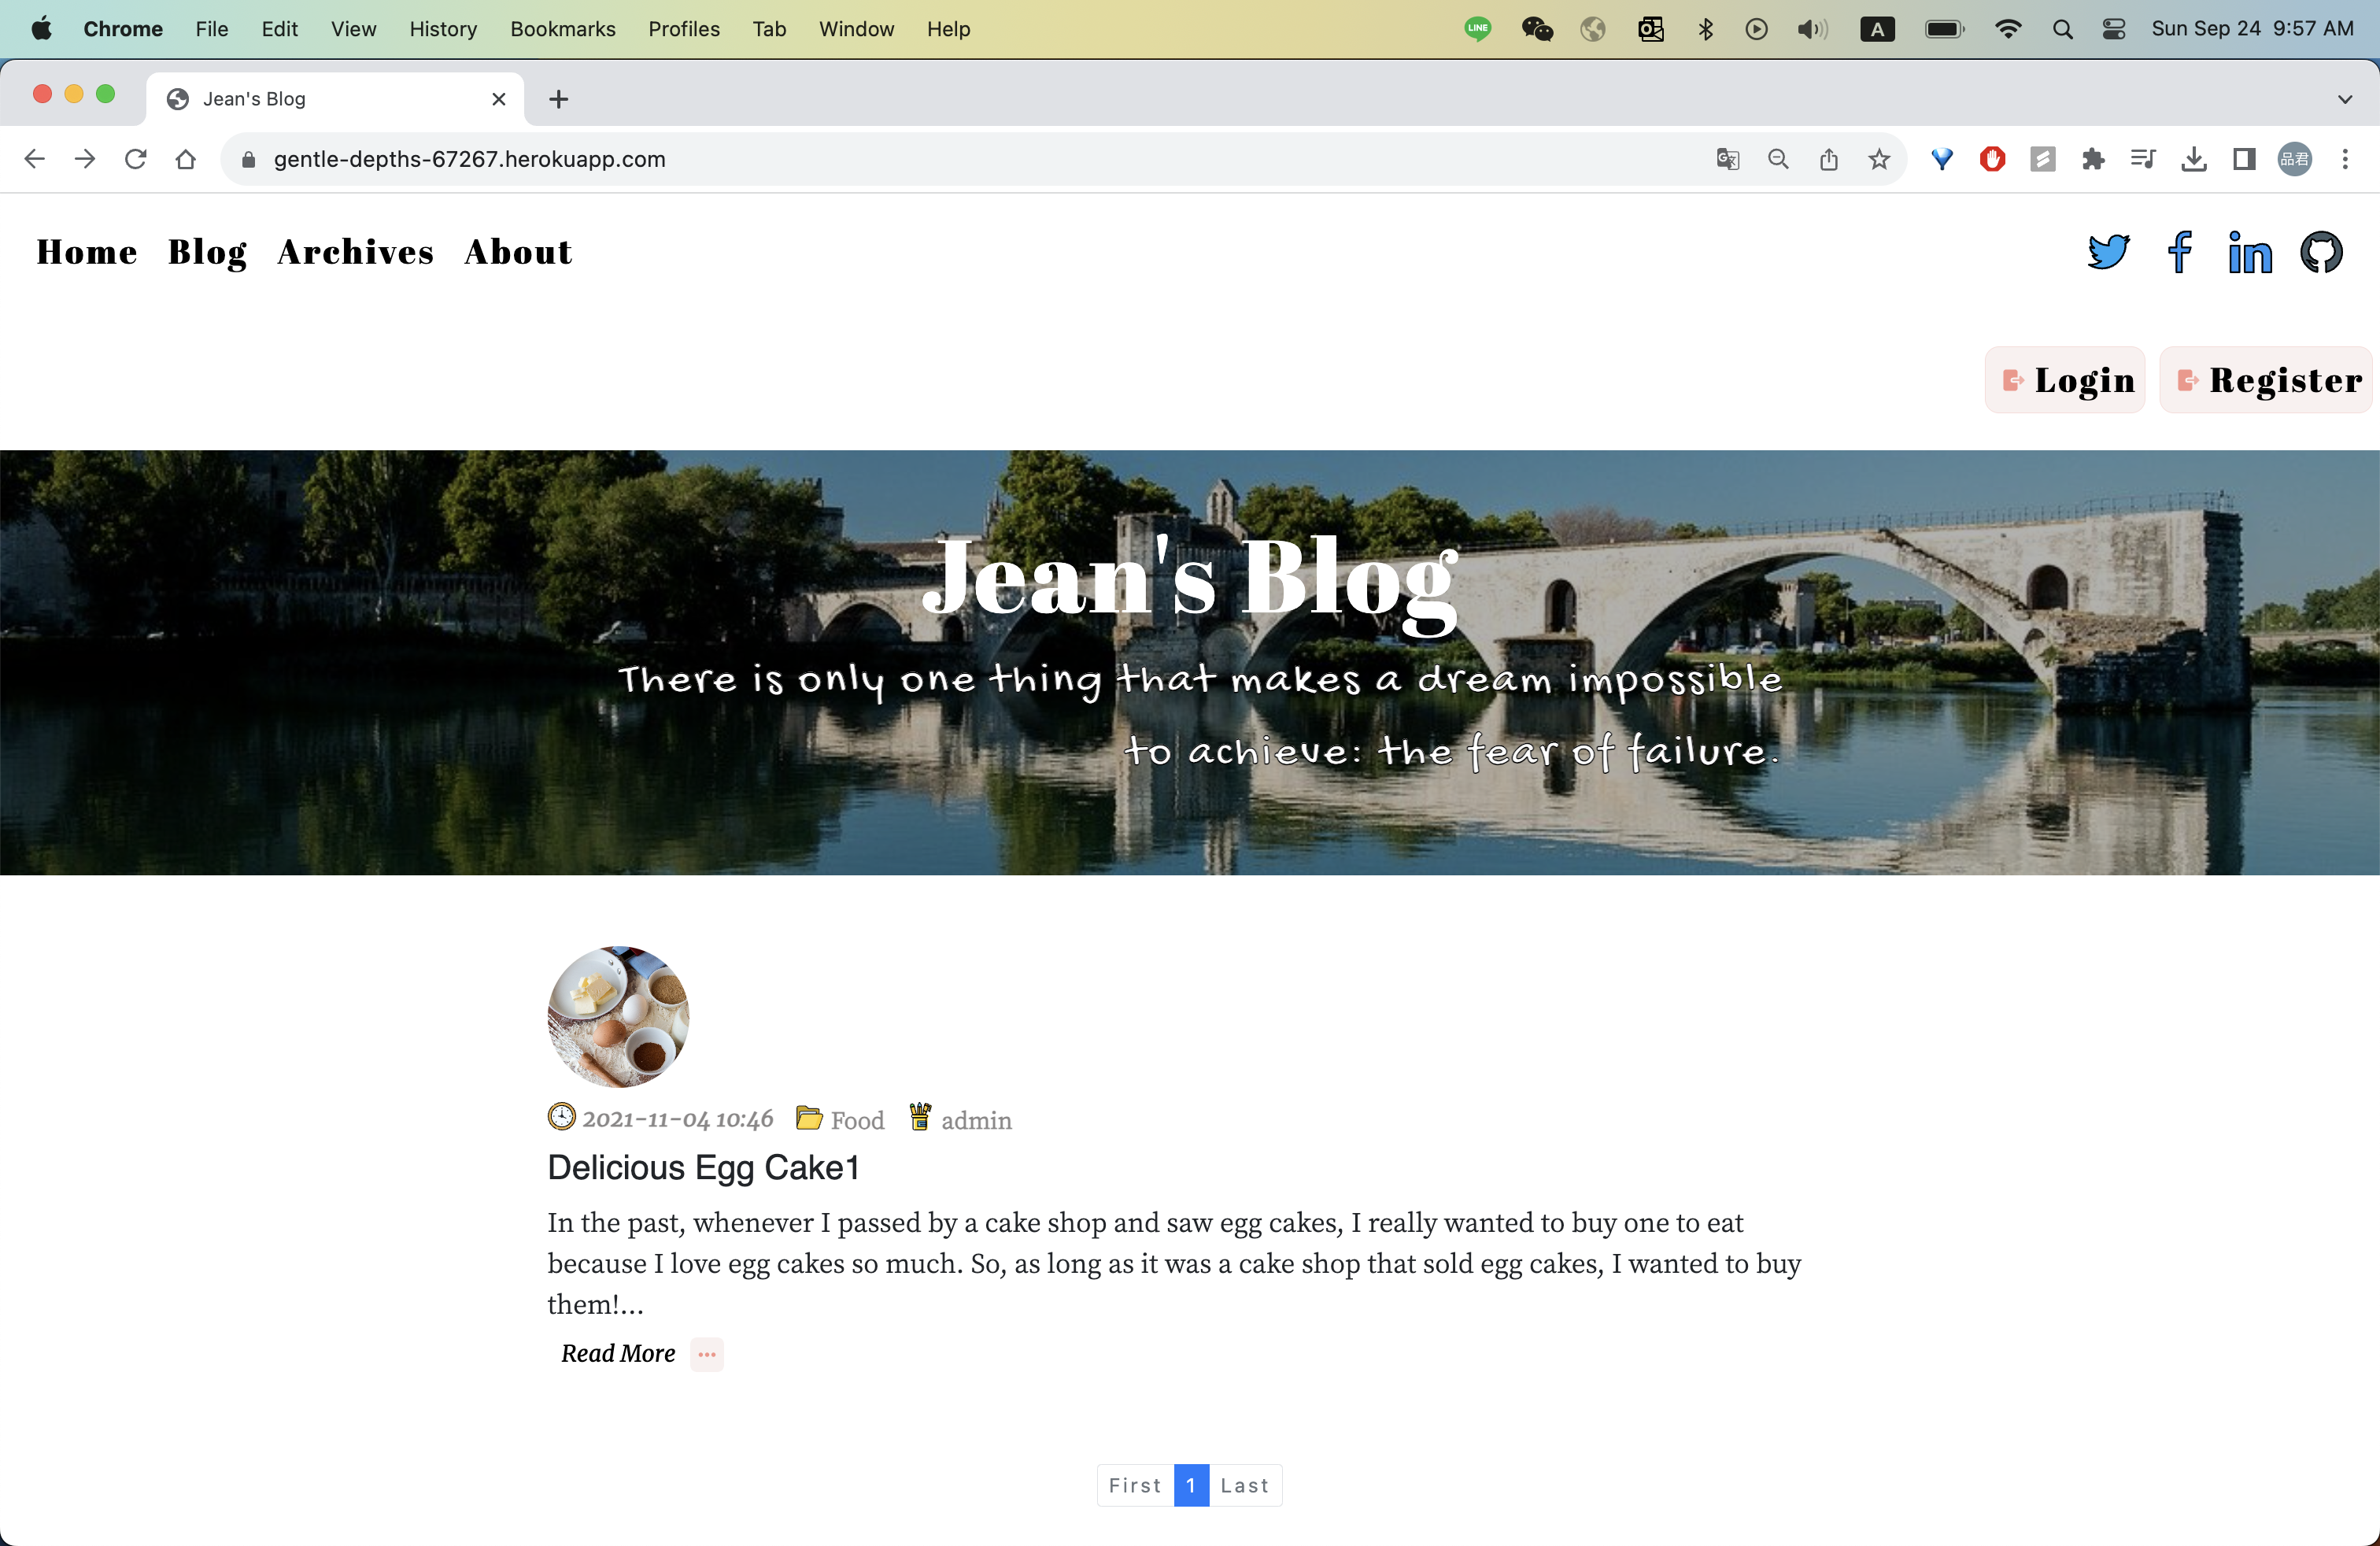 Chrome File Edit View History Bookmarks Profiles Tab Window Help LINE A Sun Sep 24 9:57 AM
Jean's Blog
gentle-depths-67267.herokuapp.com 品君
Home Blog Archives About
Login Register
Jean's Blog
There is only one thing that makes a dream impossible
to achieve: the fear of failure.
2021-11-04 10:46 Food admin
Delicious Egg Cake1
In the past, whenever I passed by a cake shop and saw egg cakes, I really wanted to buy one to eat
because I love egg cakes so much. So, as long as it was a cake shop that sold egg cakes, I wanted to buy
them!...
Read More
First 1 Last